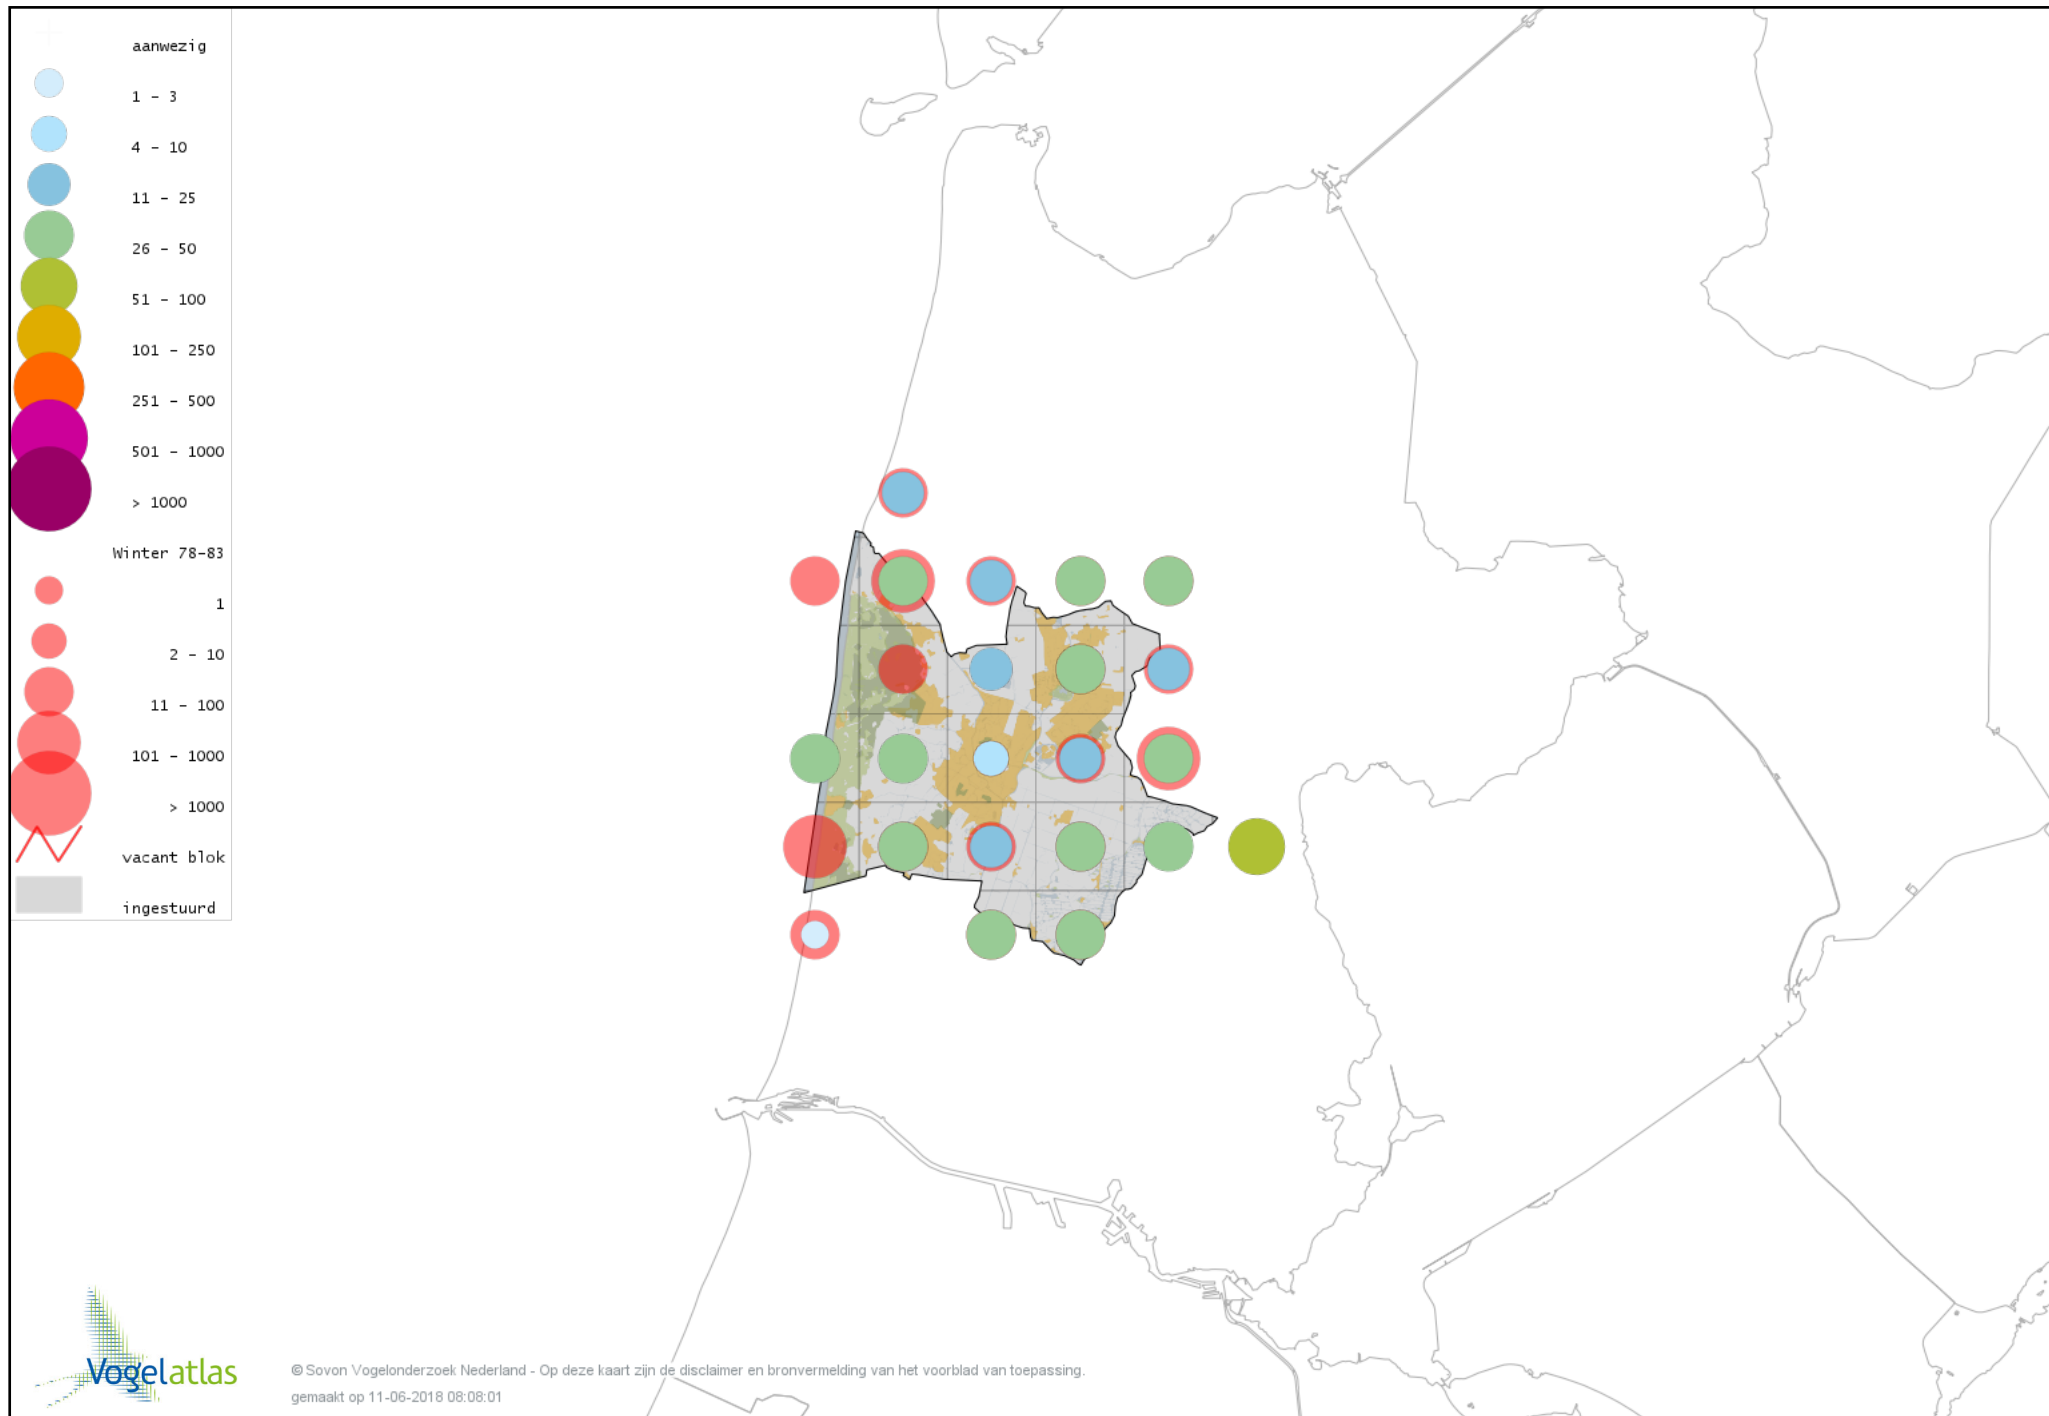 aanwezig
1 - 3
4 - 10
11 - 25
26 - 50
51 - 100
101 - 250
251 - 500
501 - 1000
> 1000
Winter 78-83
1
2 - 10
11 - 100
101 - 1000
> 1000
vacant blok
ingestuurd
Vogelatlas
© Sovon Vogelonderzoek Nederland - Op deze kaart zijn de disclaimer en bronvermelding van het voorblad van toepassing.
gemaakt op 11-06-2018 08:08:01